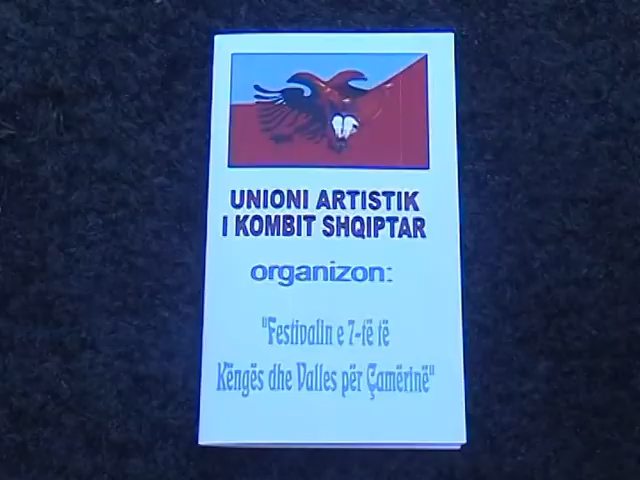 UNIONI ARTISTIK
I KOMBIT SHQIPTAR
organizon:
"Festivalin e 7-të të
Këngës dhe Valles për Çamërinë"